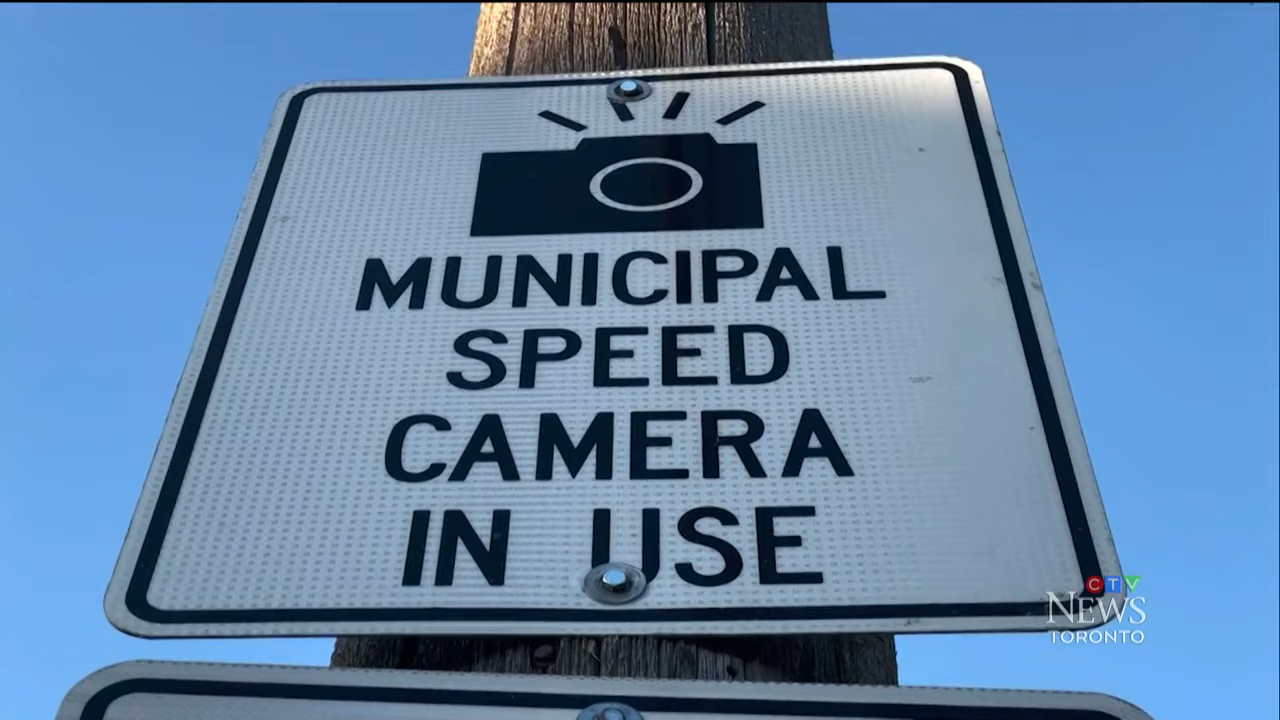 MUNICIPAL
SPEED
CAMERA
IN USE
CTV
NEWS
TORONTO